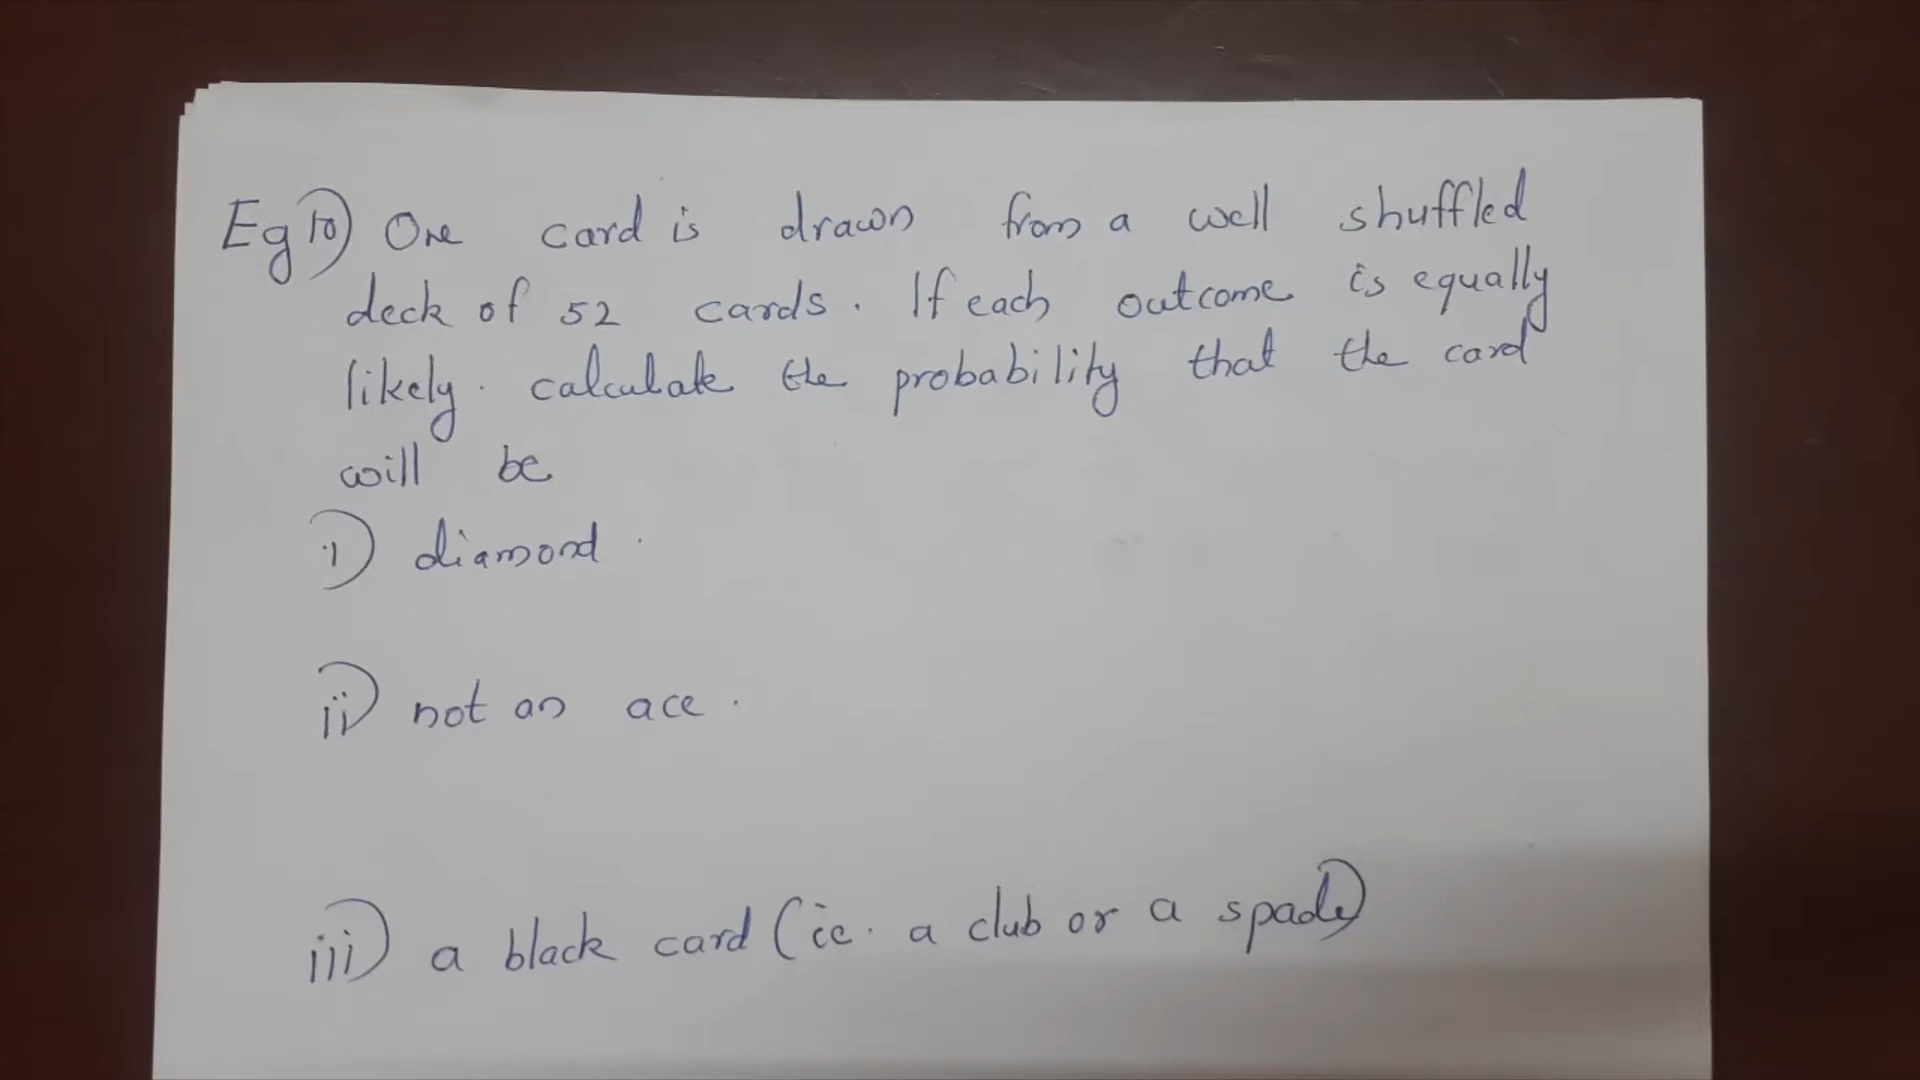 Eg 10) One card is drawn from a well shuffled
deck of 52 cards. If each outcome is equally
likely. calculate the probability that the card
will be
i) diamond.
ii) not an ace.
iii) a black card (ie. a club or a spade)